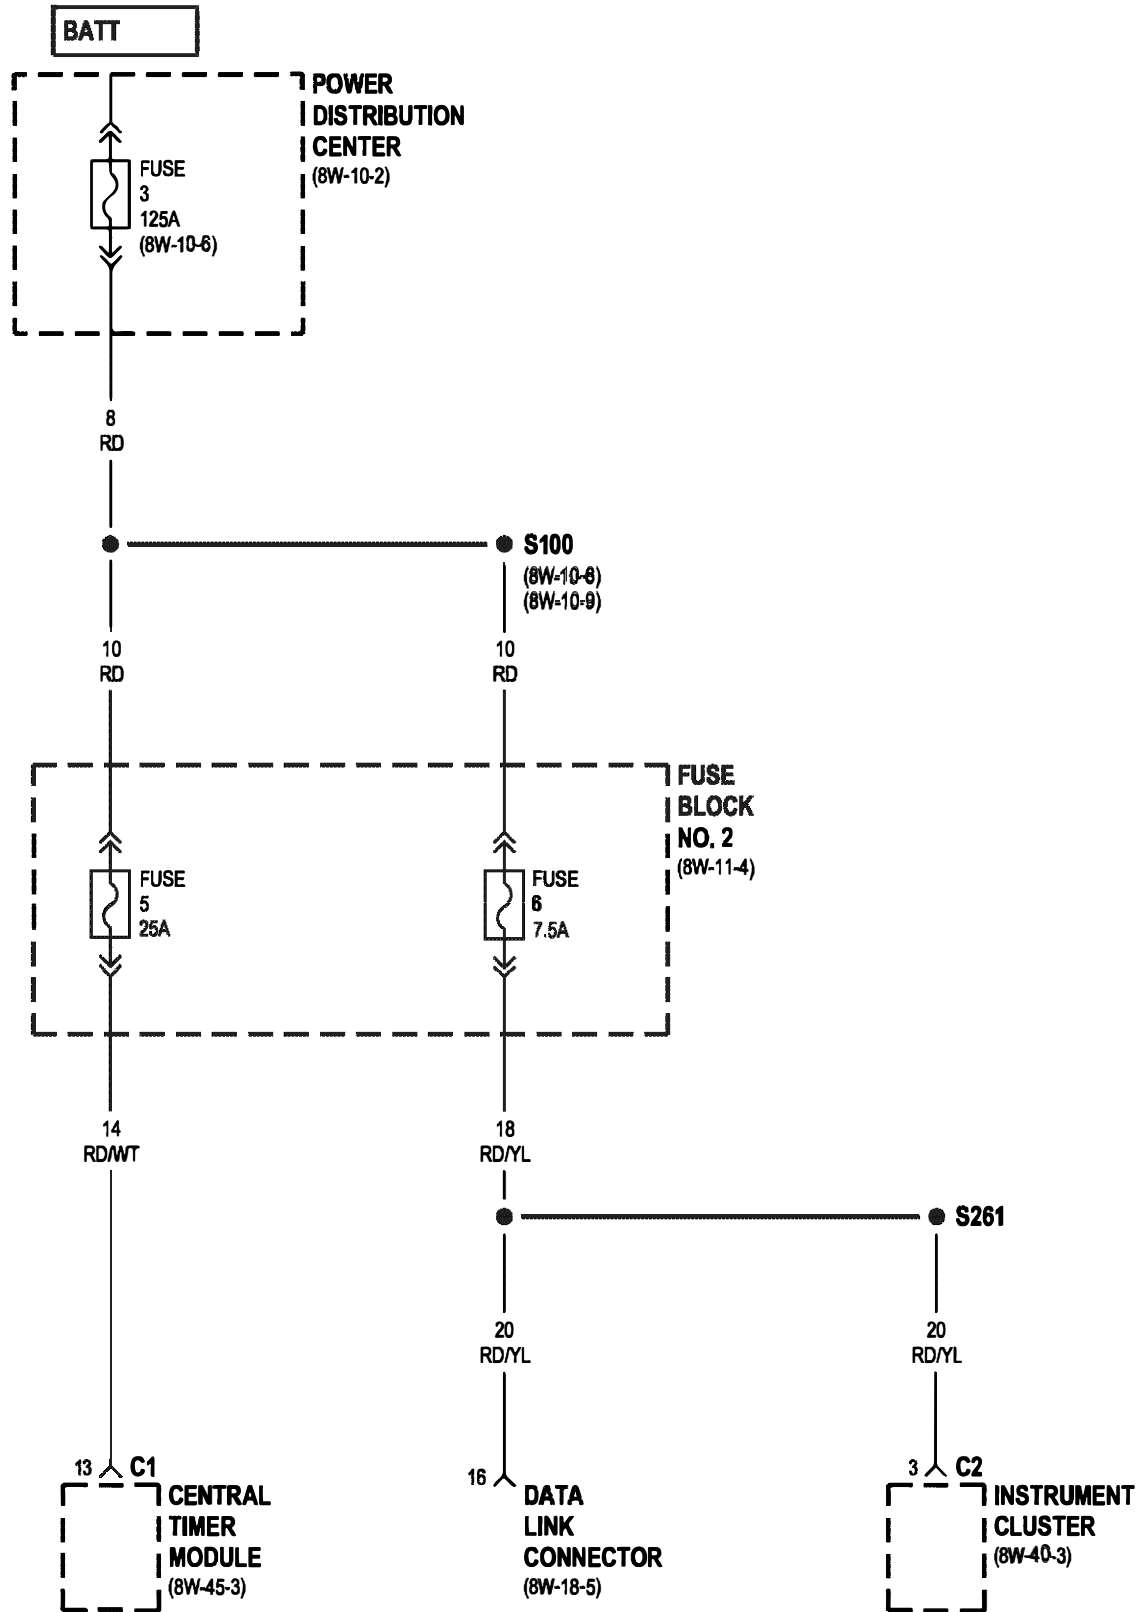 BATT
POWER
DISTRIBUTION
CENTER
(8W-10-2)
FUSE
3
125A
(8W-10-6)
8
RD
S100
(8W-10-6)
(8W-10-9)
10
RD
10
RD
FUSE
BLOCK
NO. 2
(8W-11-4)
FUSE
5
25A
FUSE
6
7.5A
14
RD/WT
18
RD/YL
S261
20
RD/YL
20
RD/YL
13 C1
CENTRAL
TIMER
MODULE
(8W-45-3)
16
DATA
LINK
CONNECTOR
(8W-18-5)
3 C2
INSTRUMENT
CLUSTER
(8W-40-3)